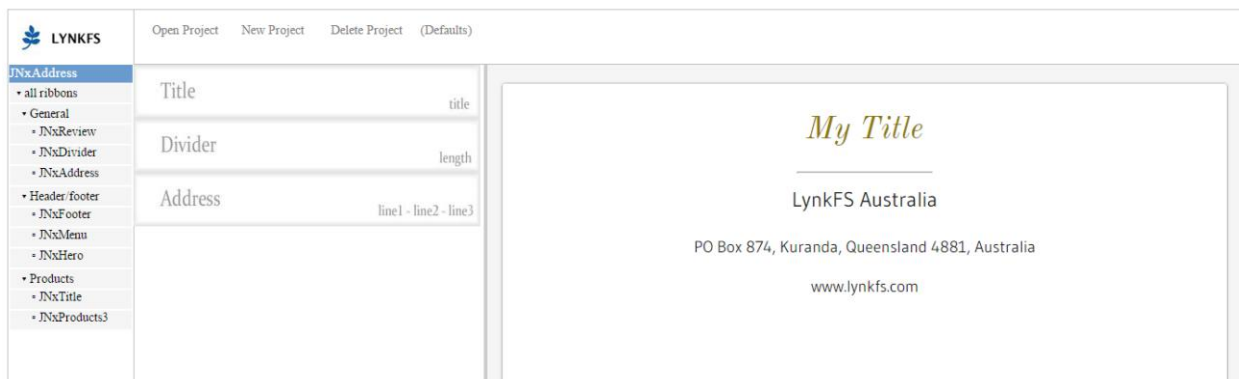 LYNKFS
Open Project New Project Delete Project (Defaults)
JNxAddress
all ribbons
General
JNxReview
JNxDivider
JNxAddress
Header/footer
JNxFooter
JNxMenu
JNxHero
Products
JNxTitle
JNxProducts3
Title
title
Divider
length
Address
line1 - line2 - line3
My Title
LynkFS Australia
PO Box 874, Kuranda, Queensland 4881, Australia
www.lynkfs.com